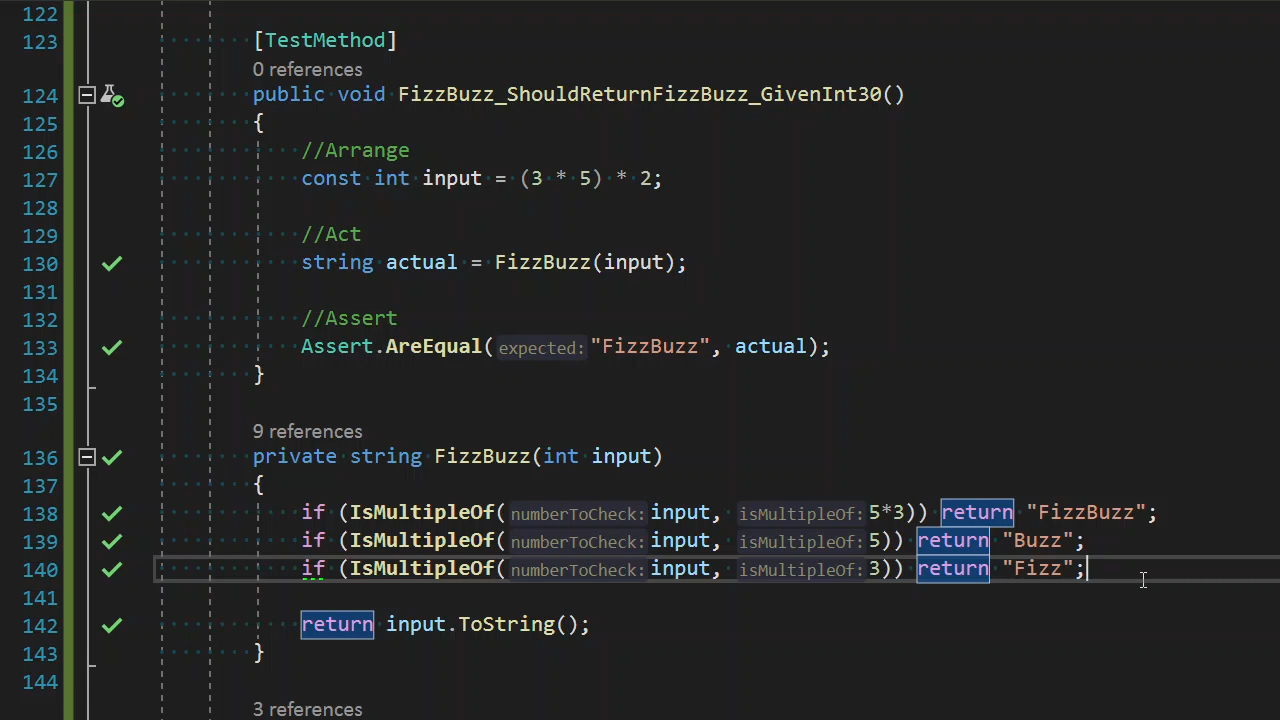 122
123 [TestMethod]
0 references
124 public void FizzBuzz_ShouldReturnFizzBuzz_GivenInt30()
125 {
126 //Arrange
127 const int input = (3 * 5) * 2;
128
129 //Act
130 string actual = FizzBuzz(input);
131
132 //Assert
133 Assert.AreEqual(expected: "FizzBuzz", actual);
134 }
135
9 references
136 private string FizzBuzz(int input)
137 {
138 if (IsMultipleOf(numberToCheck: input, isMultipleOf: 5*3)) return "FizzBuzz";
139 if (IsMultipleOf(numberToCheck: input, isMultipleOf: 5)) return "Buzz";
140 if (IsMultipleOf(numberToCheck: input, isMultipleOf: 3)) return "Fizz";
141
142 return input.ToString();
143 }
144
3 references